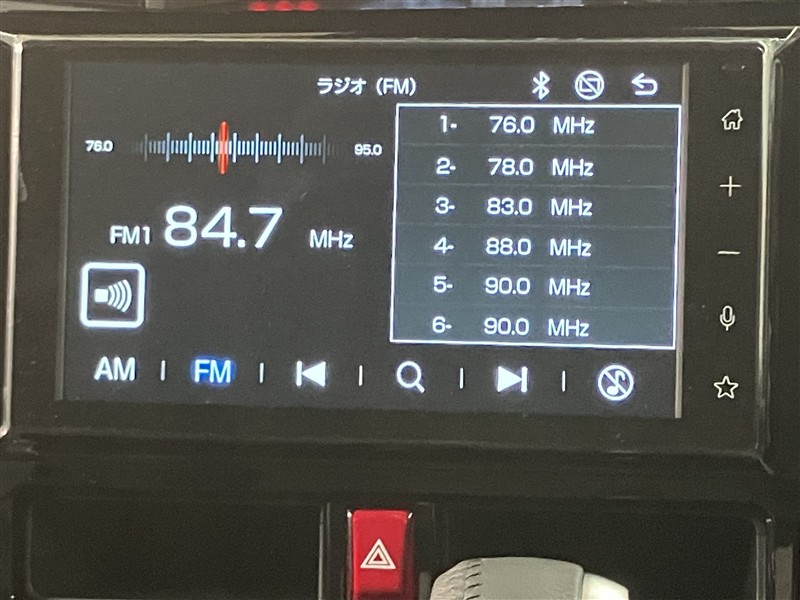 ラジオ（FM）
76.0
95.0
FM1 84.7 MHz
1- 76.0 MHz
2- 78.0 MHz
3- 83.0 MHz
4- 88.0 MHz
5- 90.0 MHz
6- 90.0 MHz
AM | FM | | | |